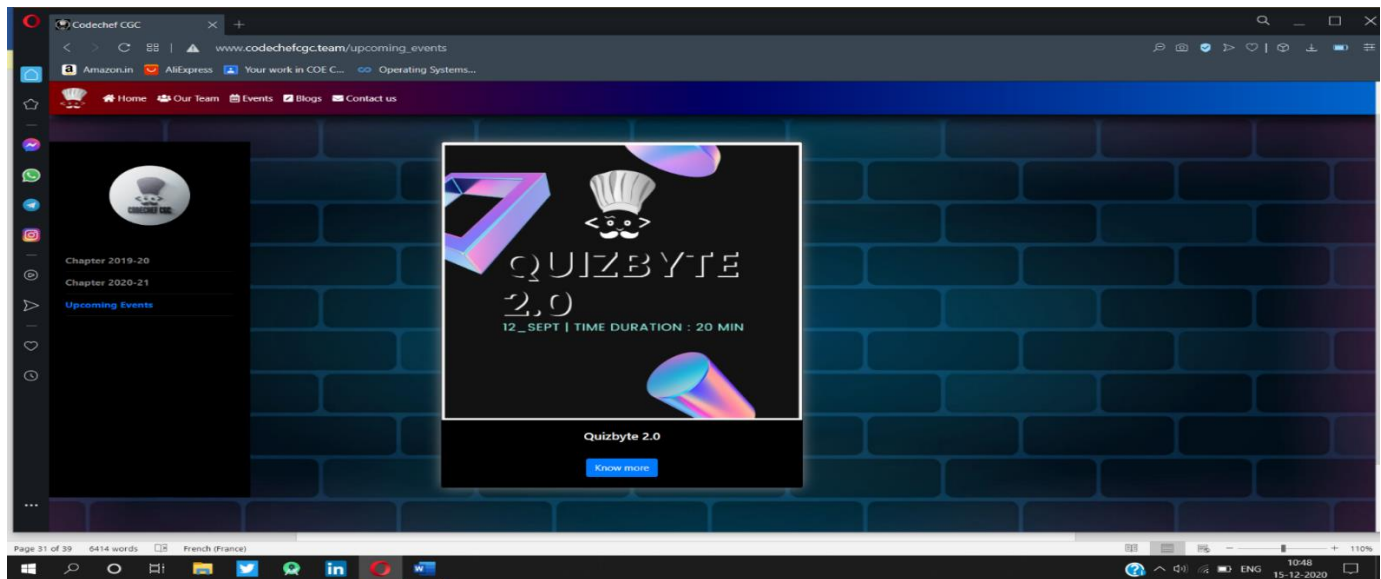 Codechef CGC
www.codechefcgc.team/upcoming_events
Amazon.in AliExpress Your work in COE C... Operating Systems...
Home Our Team Events Blogs Contact us
CODECHEF CGC
Chapter 2019-20
Chapter 2020-21
Upcoming Events
QUIZBYTE
2.0
12_SEPT | TIME DURATION : 20 MIN
Quizbyte 2.0
Know more
Page 31 of 39 6414 words French (France) 110%
ENG 10:48
15-12-2020